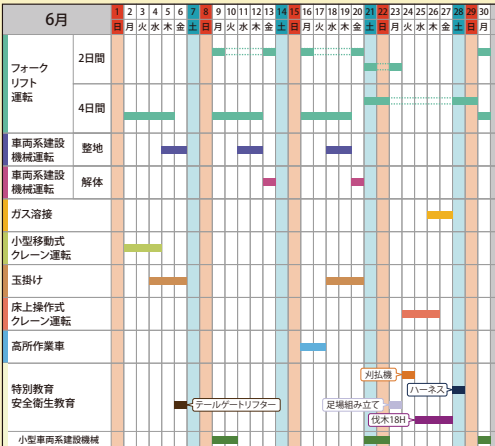 6月
1 2 3 4 5 6 7 8 9 10 11 12 13 14 15 16 17 18 19 20 21 22 23 24 25 26 27 28 29 30
日 月 火 水 木 金 土 日 月 火 水 木 金 土 日 月 火 水 木 金 土 日 月 火 水 木 金 土 日 月
フォーク
リフト
運転
2日間
4日間
車両系建設
機械運転
整地
車両系建設
機械運転
解体
ガス溶接
小型移動式
クレーン運転
玉掛け
床上操作式
クレーン運転
高所作業車
特別教育
安全衛生教育
刈払機
ハーネス
テールゲートリフター
足場組み立て
伐木18H
小型車両系建設機械